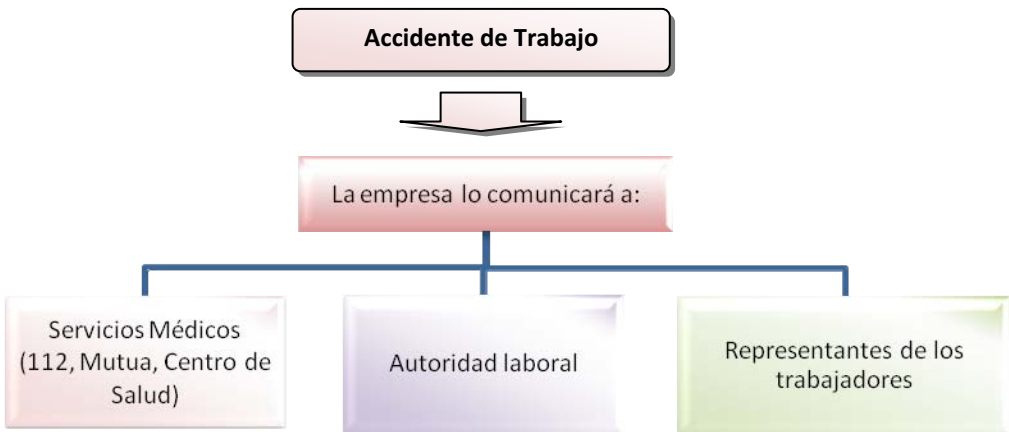 Accidente de Trabajo
La empresa lo comunicará a:
Servicios Médicos
(112, Mutua, Centro de
Salud)
Autoridad laboral
Representantes de los
trabajadores